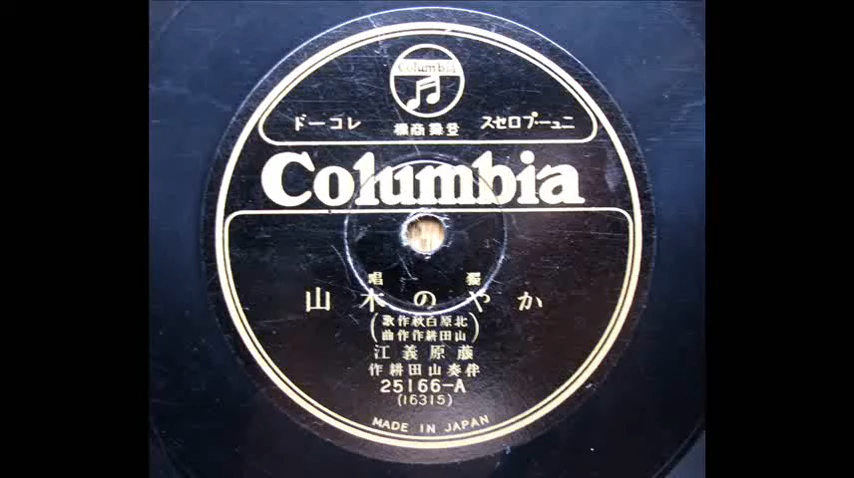 Columbia
ニュー・プロセス 登録商標 レコード
Columbia
獨唱
かやの木山
(北原白秋作歌
山田耕作作曲)
藤原義江
伴奏山田耕作
25166-A
(16315)
MADE IN JAPAN